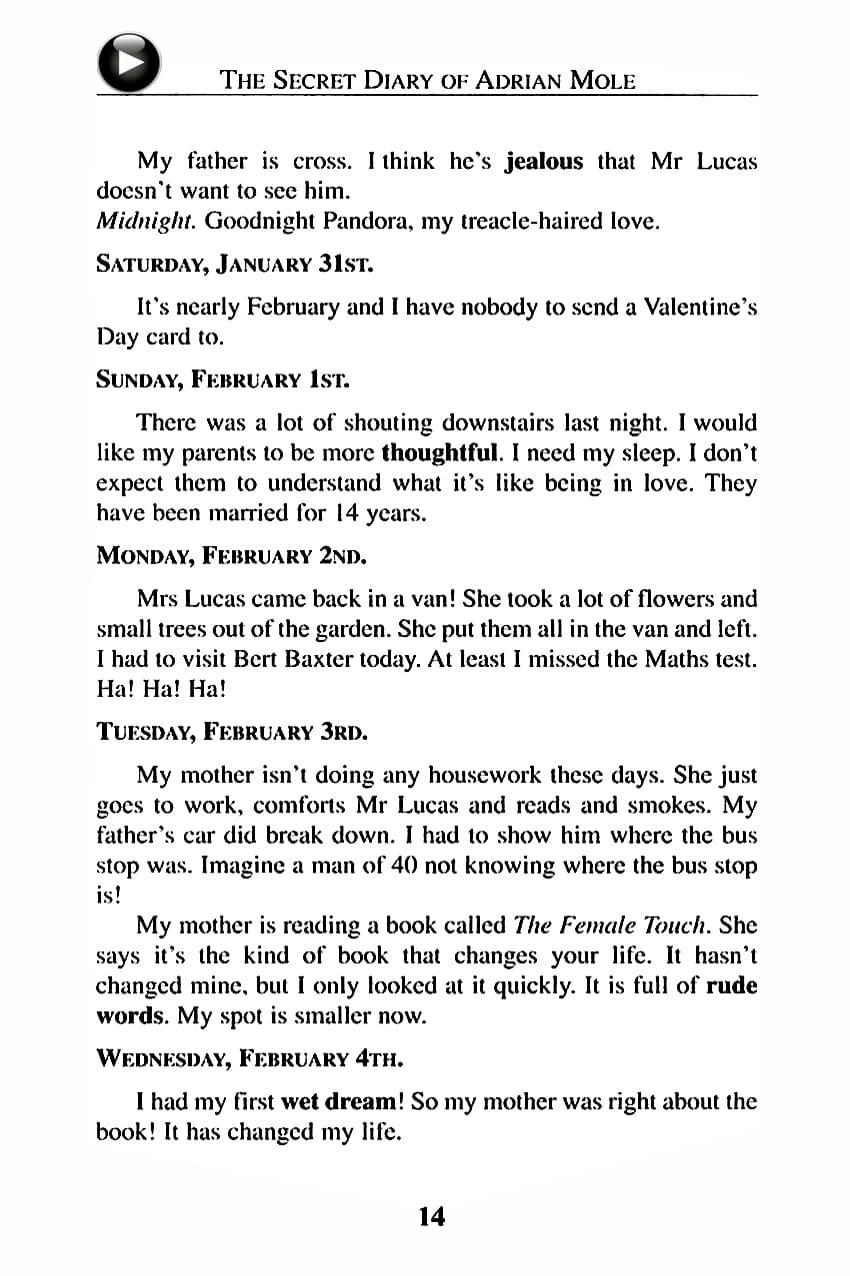 THE SECRET DIARY OF ADRIAN MOLE
My father is cross. I think he's jealous that Mr Lucas
doesn't want to see him.
Midnight. Goodnight Pandora, my treacle-haired love.
SATURDAY, JANUARY 31ST.
It's nearly February and I have nobody to send a Valentine's
Day card to.
SUNDAY, FEBRUARY 1ST.
There was a lot of shouting downstairs last night. I would
like my parents to be more thoughtful. I need my sleep. I don't
expect them to understand what it's like being in love. They
have been married for 14 years.
MONDAY, FEBRUARY 2ND.
Mrs Lucas came back in a van! She took a lot of flowers and
small trees out of the garden. She put them all in the van and left.
I had to visit Bert Baxter today. At least I missed the Maths test.
Ha! Ha! Ha!
TUESDAY, FEBRUARY 3RD.
My mother isn't doing any housework these days. She just
goes to work, comforts Mr Lucas and reads and smokes. My
father's car did break down. I had to show him where the bus
stop was. Imagine a man of 40 not knowing where the bus stop
is!
My mother is reading a book called The Female Touch. She
says it's the kind of book that changes your life. It hasn't
changed mine, but I only looked at it quickly. It is full of rude
words. My spot is smaller now.
WEDNESDAY, FEBRUARY 4TH.
I had my first wet dream! So my mother was right about the
book! It has changed my life.
14